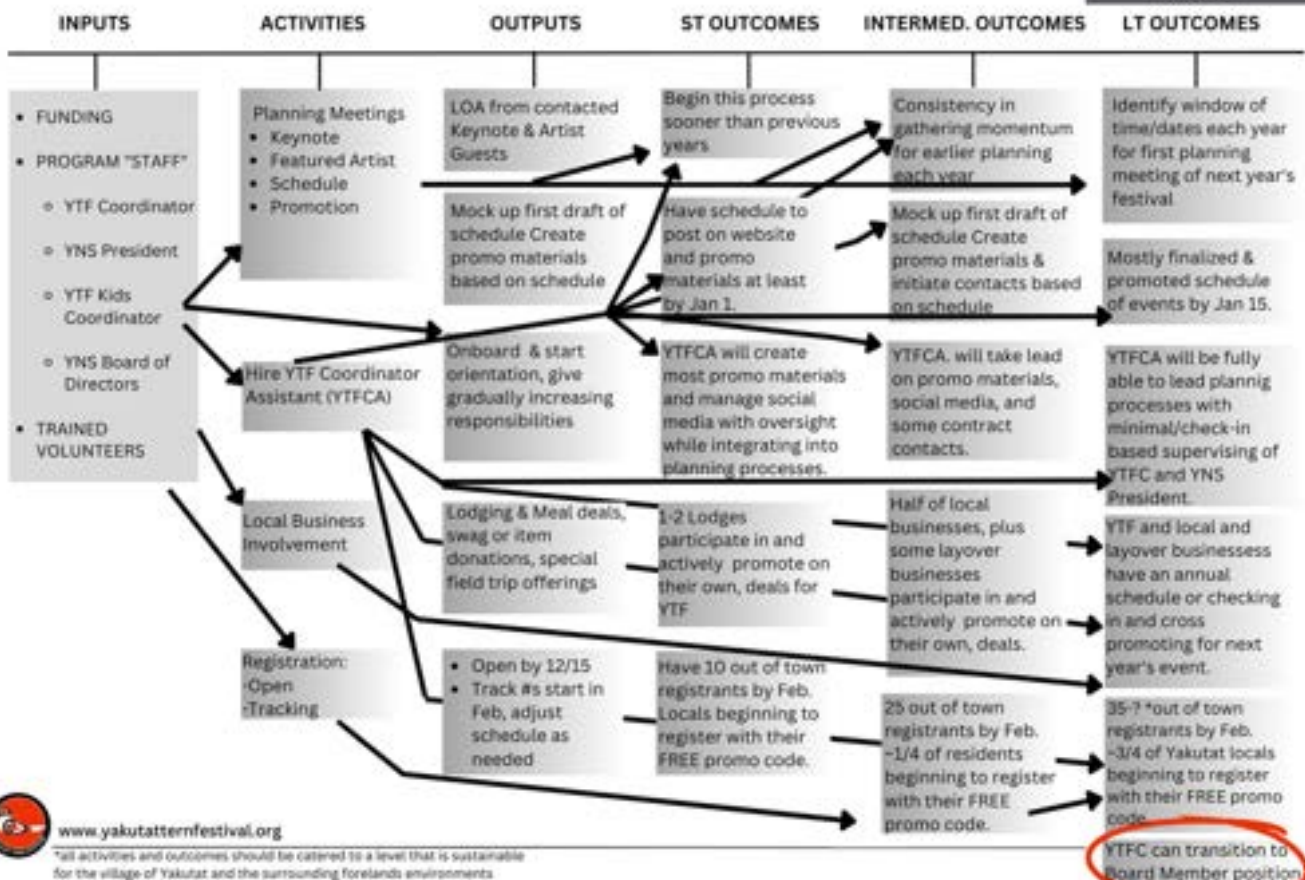 INPUTS
ACTIVITIES
OUTPUTS
ST OUTCOMES
INTERMED. OUTCOMES
LT OUTCOMES
• FUNDING
• PROGRAM "STAFF"
○ YTF Coordinator
○ YNS President
○ YTF Kids
Coordinator
○ YNS Board of
Directors
• TRAINED
VOLUNTEERS
Planning Meetings
• Keynote
• Featured Artist
• Schedule
• Promotion
Hire YTF Coordinator
Assistant (YTFCA)
Local Business
Involvement
Registration:
-Open
-Tracking
LOA from contacted
Keynote & Artist
Guests
Mock up first draft of
schedule Create
promo materials
based on schedule
Onboard & start
orientation, give
gradually increasing
responsibilities
Lodging & Meal deals,
swag or item
donations, special
field trip offerings
• Open by 12/15
• Track #s start in
Feb, adjust
schedule as
needed
Begin this process
sooner than previous
years
Have schedule to
post on website
and promo
materials at least
by Jan 1.
YTFCA will create
most promo materials
and manage social
media with oversight
while integrating into
planning processes.
1-2 Lodges
participate in and
actively promote on
their own, deals for
YTF
Have 10 out of town
registrants by Feb.
Locals beginning to
register with their
FREE promo code.
Consistency in
gathering momentum
for earlier planning
each year
Mock up first draft of
schedule Create
promo materials &
initiate contacts based
on schedule
YTFCA. will take lead
on promo materials,
social media, and
some contract
contacts.
Half of local
businesses, plus
some layover
businesses
participate in and
actively promote on
their own, deals.
25 out of town
registrants by Feb.
~1/4 of residents
beginning to register
with their FREE
promo code.
Identify window of
time/dates each year
for first planning
meeting of next year's
festival
Mostly finalized &
promoted schedule
of events by Jan 15.
YTFCA will be fully
able to lead plannig
processes with
minimal/check-in
based supervising of
YTFC and YNS
President.
YTF and local and
layover businessess
have an annual
schedule or checking
in and cross
promoting for next
year's event.
35-? *out of town
registrants by Feb.
~3/4 of Yakutat locals
beginning to register
with their FREE promo
code.
YTFC can transition to
Board Member position
www.yakutatternfestival.org
*all activities and outcomes should be catered to a level that is sustainable
for the village of Yakutat and the surrounding forelands environments